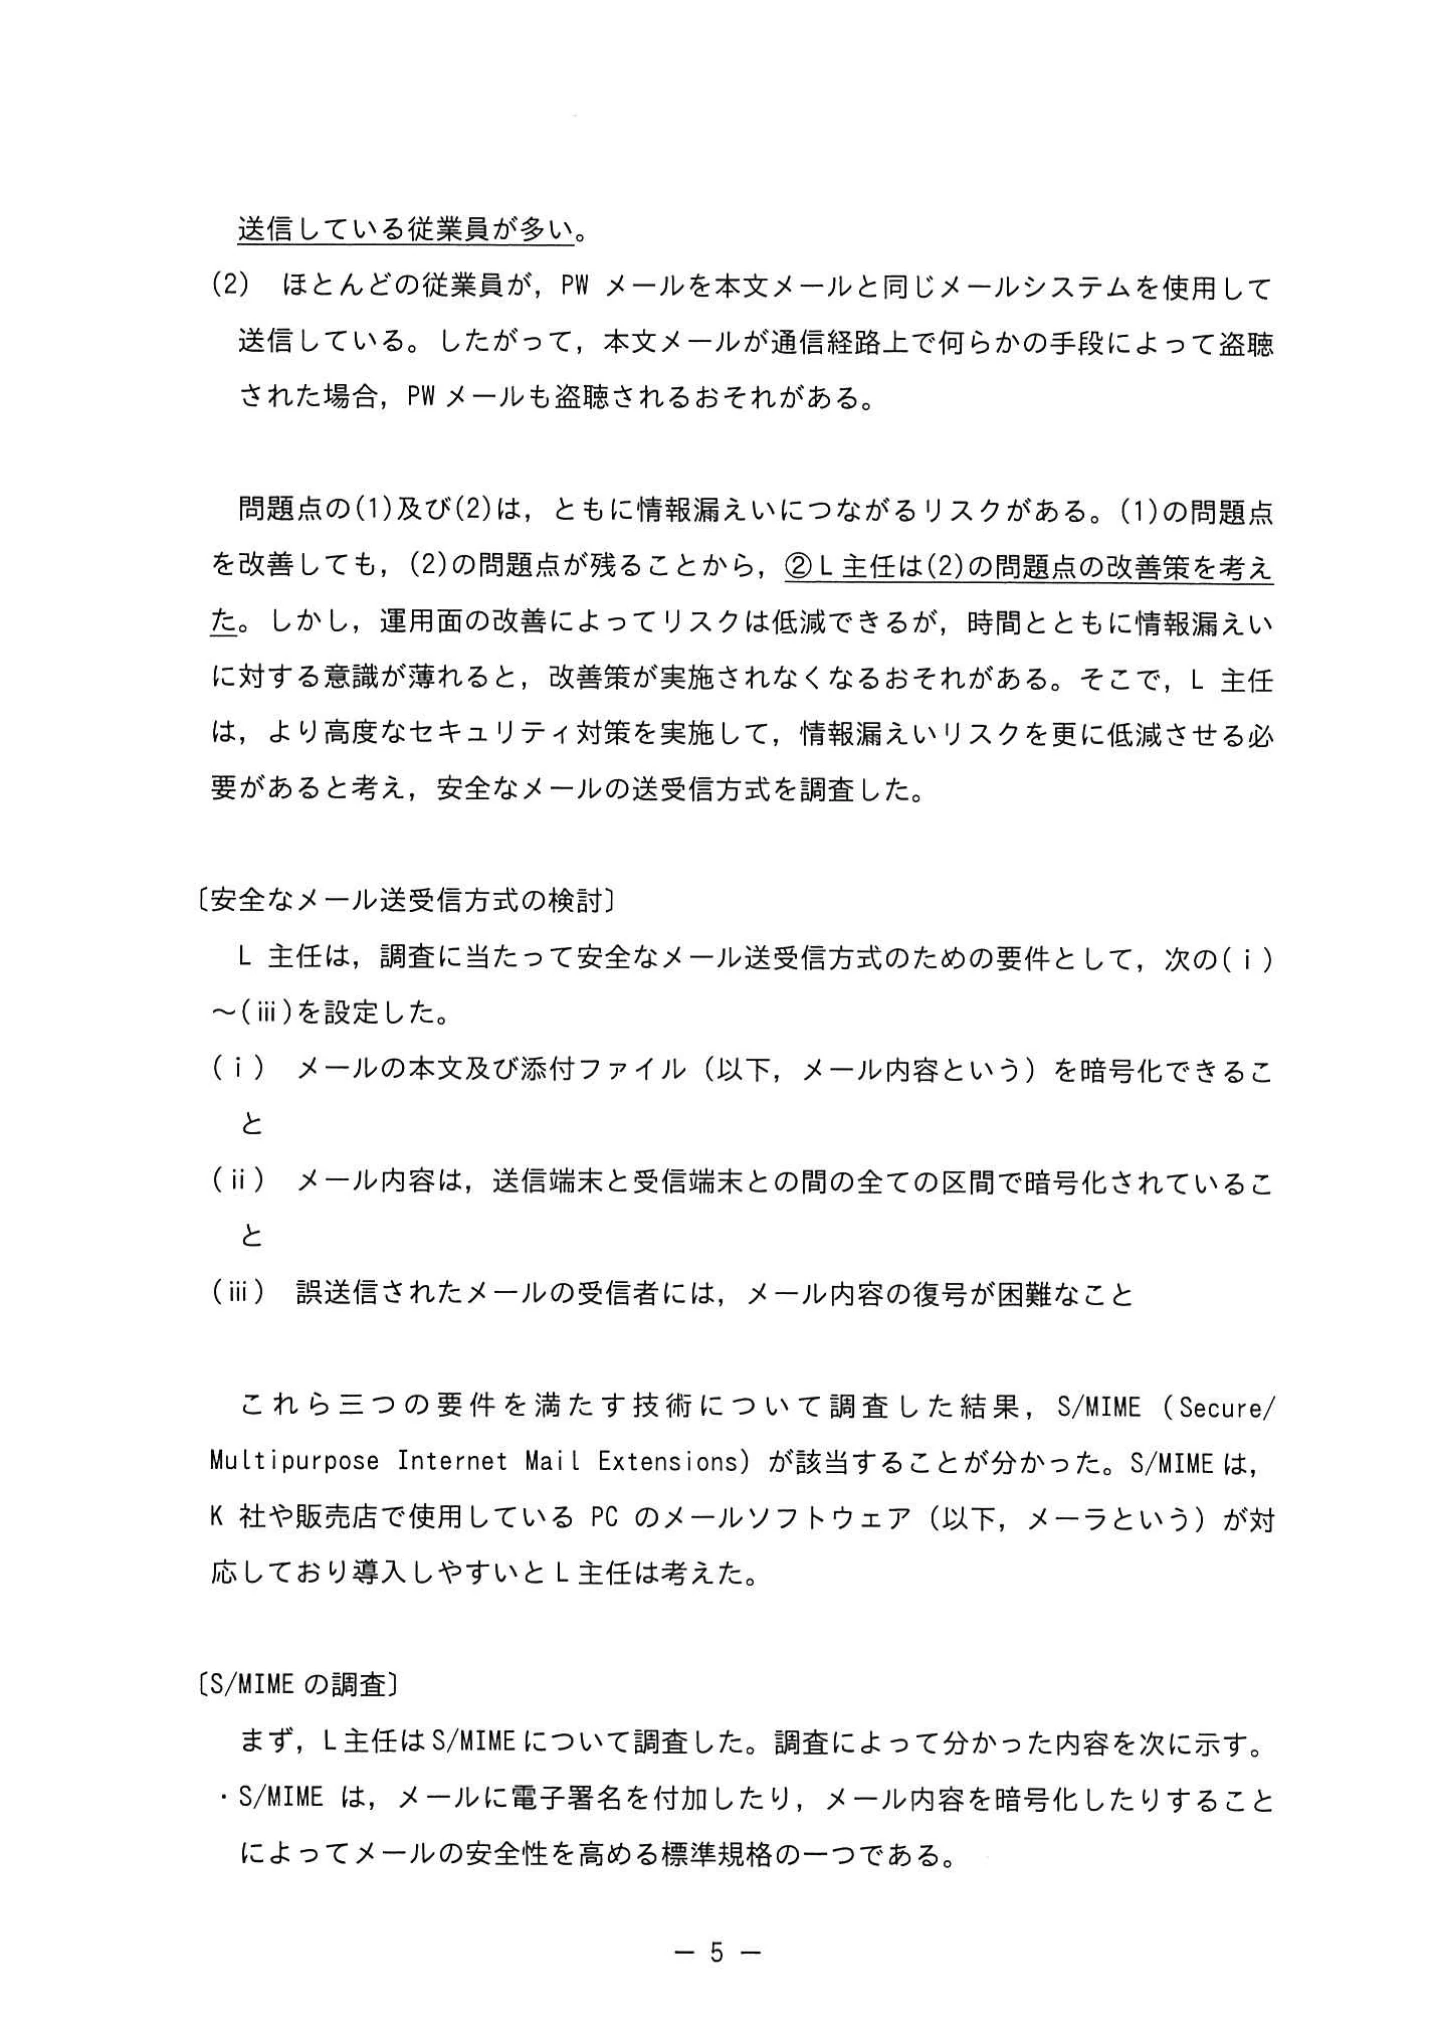 送信している従業員が多い。
(2) ほとんどの従業員が，PW メールを本文メールと同じメールシステムを使用して
送信している。したがって，本文メールが通信経路上で何らかの手段によって盗聴
された場合，PW メールも盗聴されるおそれがある。
問題点の(1)及び(2)は，ともに情報漏えいにつながるリスクがある。(1)の問題点
を改善しても，(2)の問題点が残ることから，②L 主任は(2)の問題点の改善策を考え
た。しかし，運用面の改善によってリスクは低減できるが，時間とともに情報漏えい
に対する意識が薄れると，改善策が実施されなくなるおそれがある。そこで，L 主任
は，より高度なセキュリティ対策を実施して，情報漏えいリスクを更に低減させる必
要があると考え，安全なメールの送受信方式を調査した。
〔安全なメール送受信方式の検討〕
L 主任は，調査に当たって安全なメール送受信方式のための要件として，次の(ⅰ)
～(ⅲ)を設定した。
(ⅰ) メールの本文及び添付ファイル（以下，メール内容という）を暗号化できるこ
と
(ⅱ) メール内容は，送信端末と受信端末との間の全ての区間で暗号化されているこ
と
(ⅲ) 誤送信されたメールの受信者には，メール内容の復号が困難なこと
これら三つの要件を満たす技術について調査した結果，S/MIME（Secure/
Multipurpose Internet Mail Extensions）が該当することが分かった。S/MIME は，
K 社や販売店で使用している PC のメールソフトウェア（以下，メーラという）が対
応しており導入しやすいと L 主任は考えた。
〔S/MIME の調査〕
まず，L 主任は S/MIME について調査した。調査によって分かった内容を次に示す。
・S/MIME は，メールに電子署名を付加したり，メール内容を暗号化したりすること
によってメールの安全性を高める標準規格の一つである。
－ 5 －